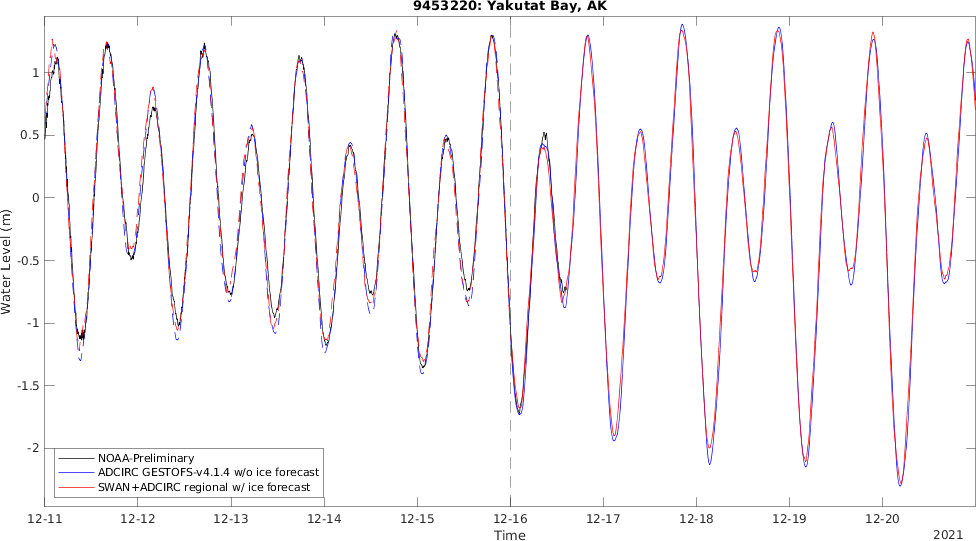 9453220: Yakutat Bay, AK
Water Level (m)
1
0.5
0
-0.5
-1
-1.5
-2
NOAA-Preliminary
ADCIRC GESTOFS-v4.1.4 w/o ice forecast
SWAN+ADCIRC regional w/ ice forecast
12-11 12-12 12-13 12-14 12-15 12-16 12-17 12-18 12-19 12-20
Time
2021